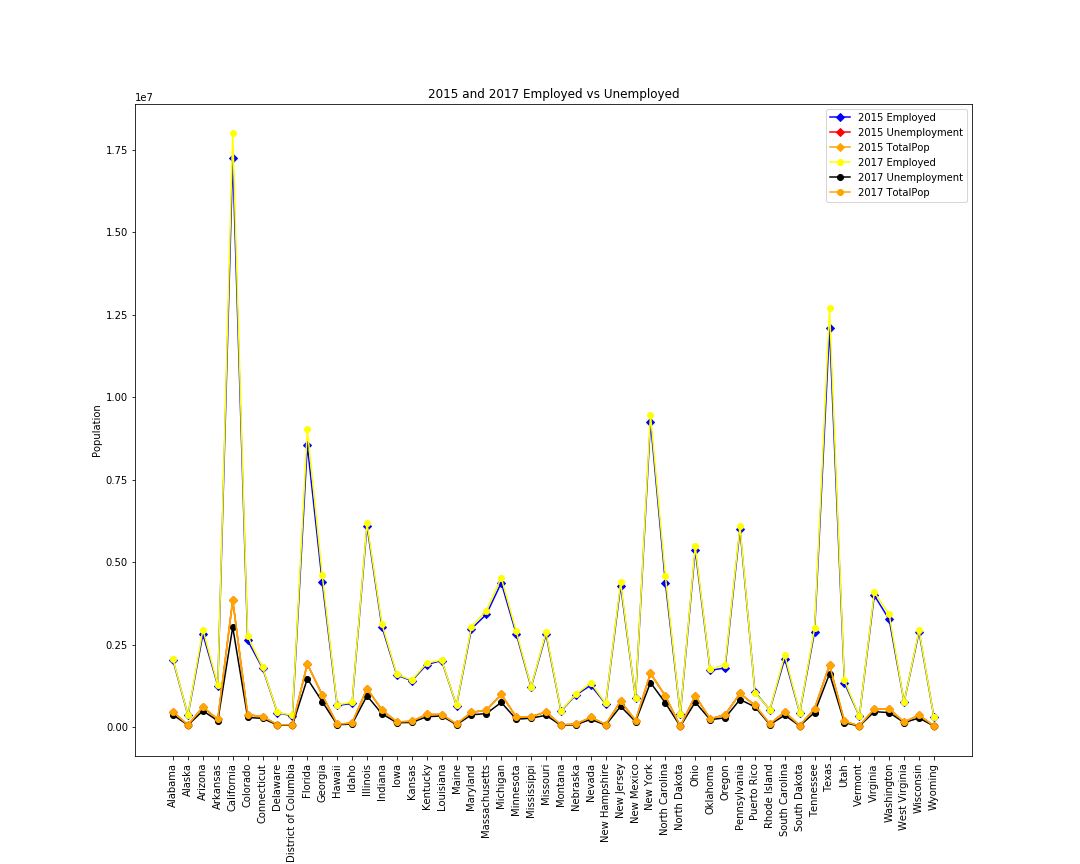 2015 and 2017 Employed vs Unemployed
1e7
2015 Employed
2015 Unemployment
2015 TotalPop
2017 Employed
2017 Unemployment
2017 TotalPop
1.75
1.50
1.25
1.00
0.75
0.50
0.25
0.00
Population
Alabama
Alaska
Arizona
Arkansas
California
Colorado
Connecticut
Delaware
District of Columbia
Florida
Georgia
Hawaii
Idaho
Illinois
Indiana
Iowa
Kansas
Kentucky
Louisiana
Maine
Maryland
Massachusetts
Michigan
Minnesota
Mississippi
Missouri
Montana
Nebraska
Nevada
New Hampshire
New Jersey
New Mexico
New York
North Carolina
North Dakota
Ohio
Oklahoma
Oregon
Pennsylvania
Puerto Rico
Rhode Island
South Carolina
South Dakota
Tennessee
Texas
Utah
Vermont
Virginia
Washington
West Virginia
Wisconsin
Wyoming